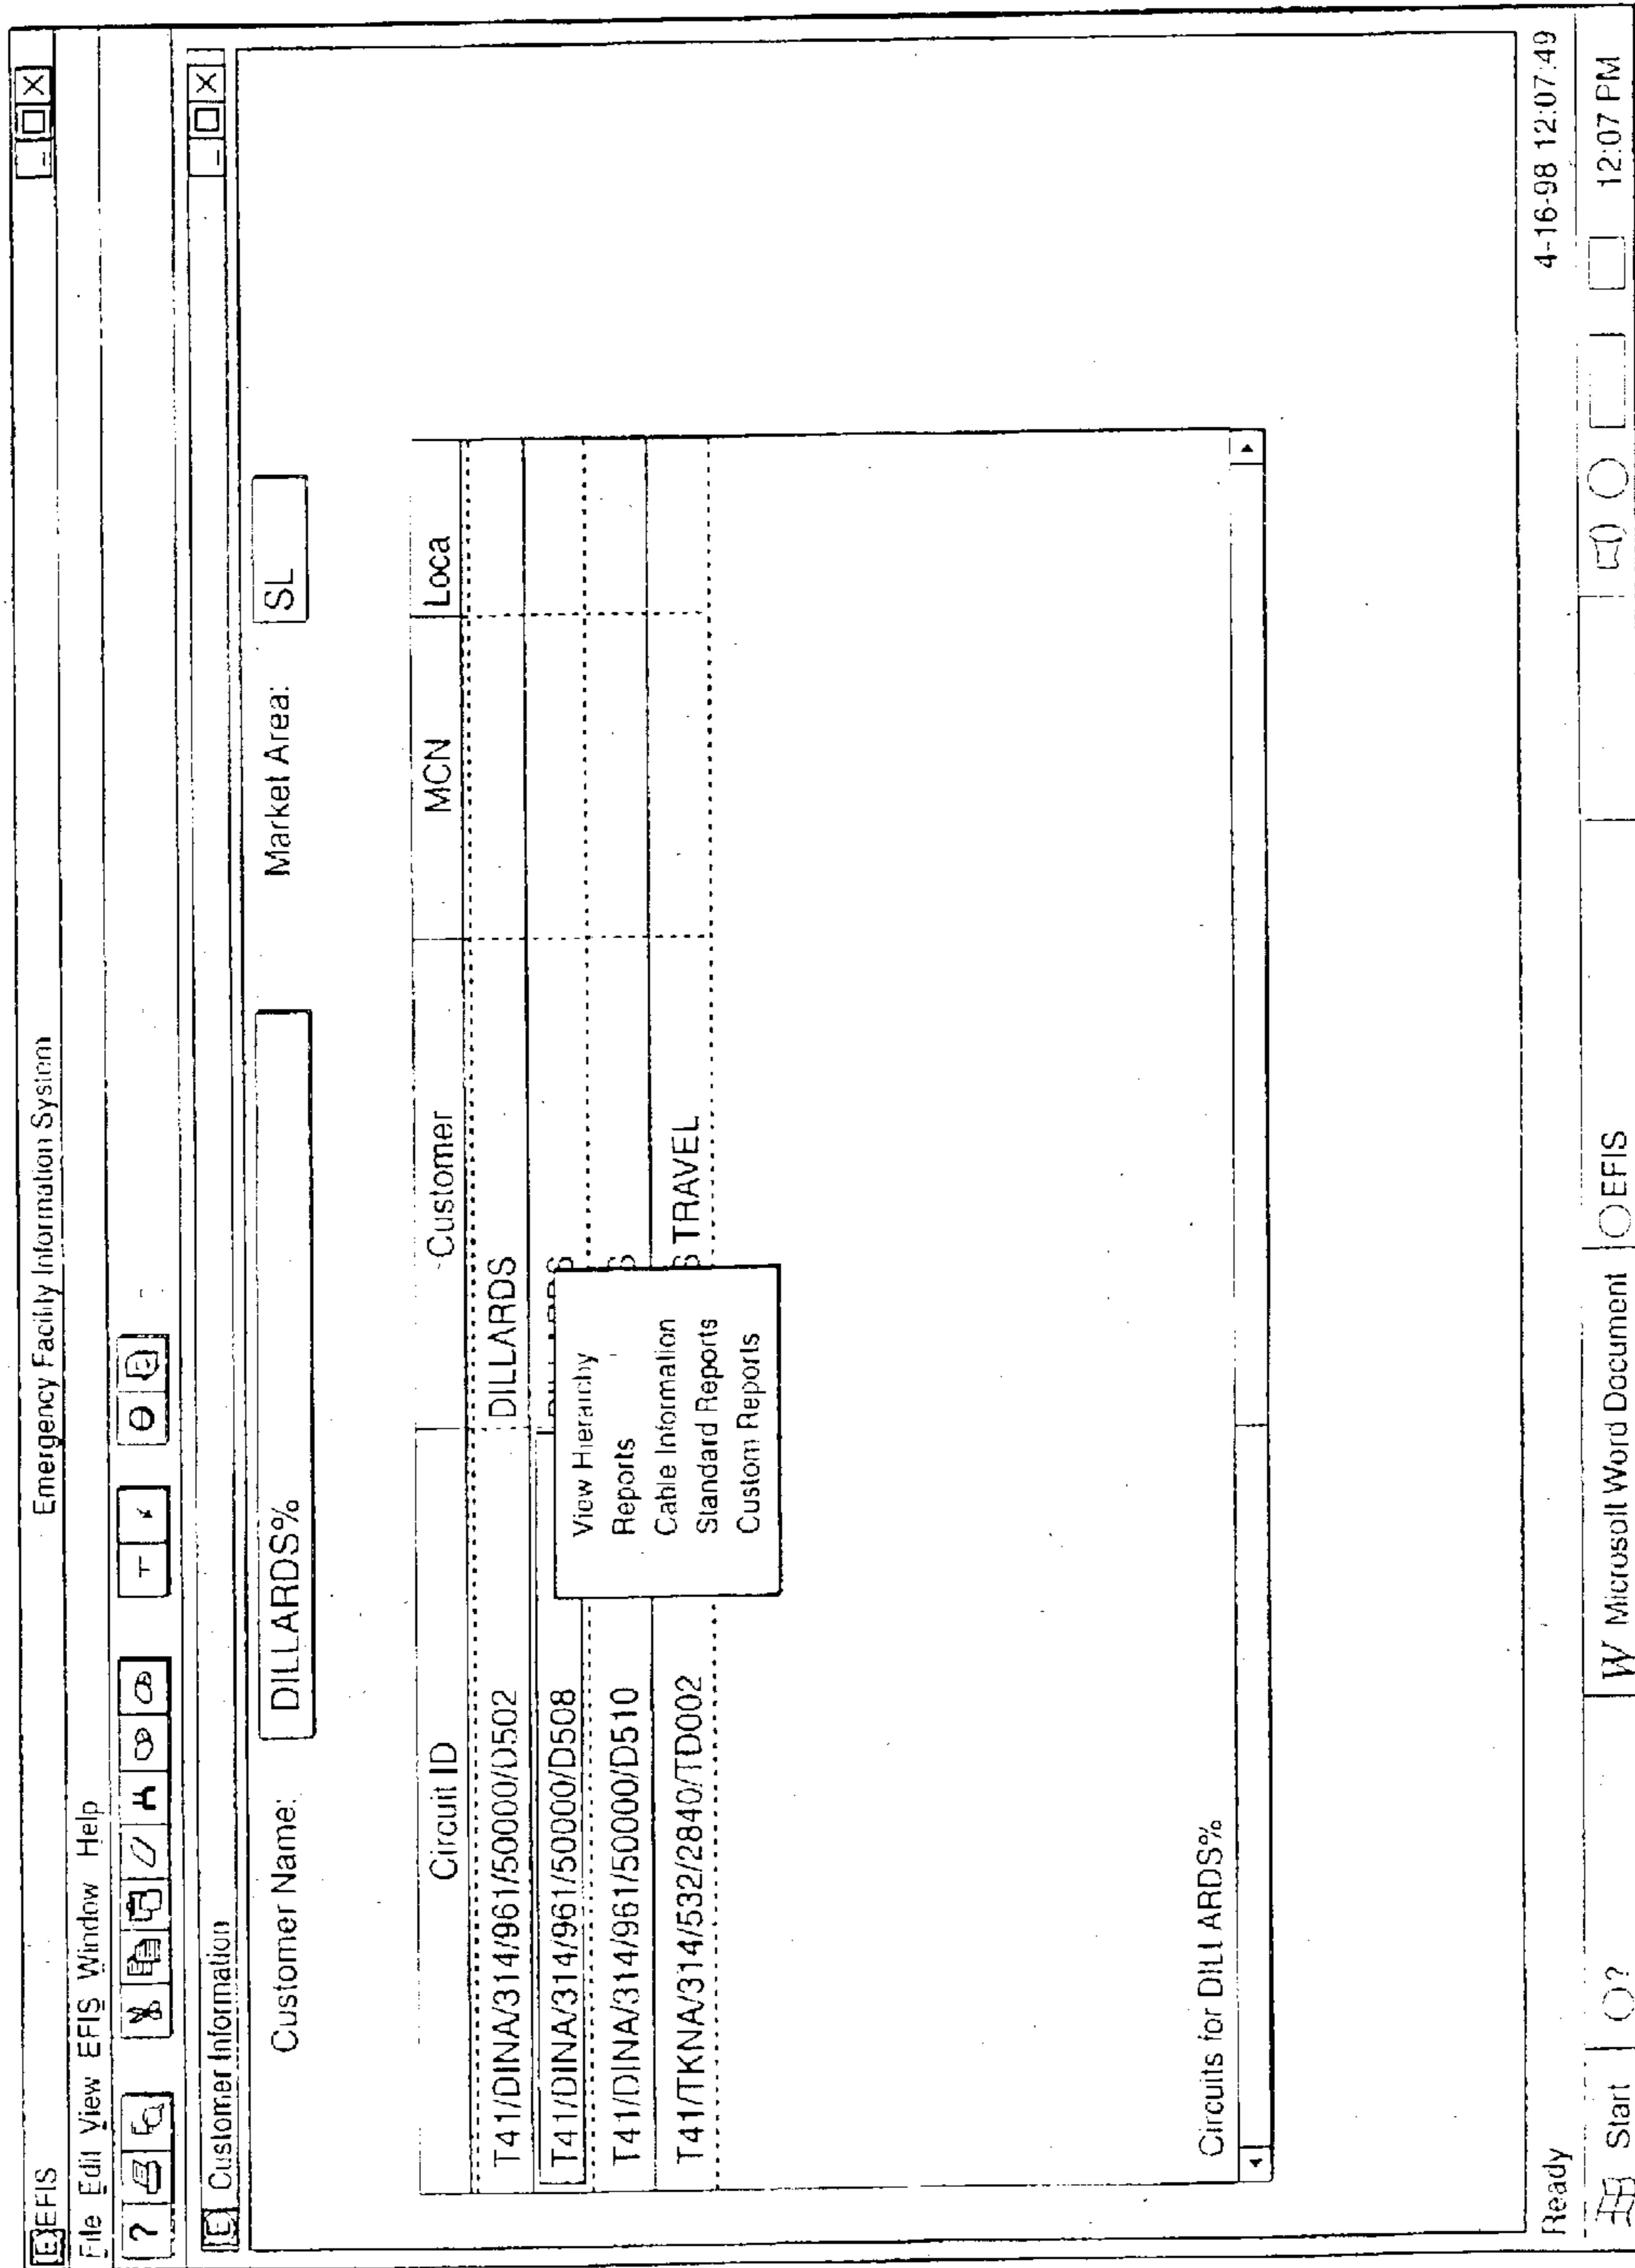 EFIS Emergency Facility Information System
File Edit View EFIS Window Help
?
Customer Information
Customer Name: DILLARDS% Market Area: SL
Circuit ID Customer MCN Loca
T41/DINA/314/961/50000/D502 DILLARDS
T41/DINA/314/961/50000/D508
T41/DINA/314/961/50000/D510 S
T41/TKNA/314/532/2840/TD002 S TRAVEL
View Hierarchy
Reports
Cable Information
Standard Reports
Custom Reports
Circuits for DILLARDS%
Ready 4-16-98 12:07:49
Start ? W Microsoft Word Document EFIS 12:07 PM